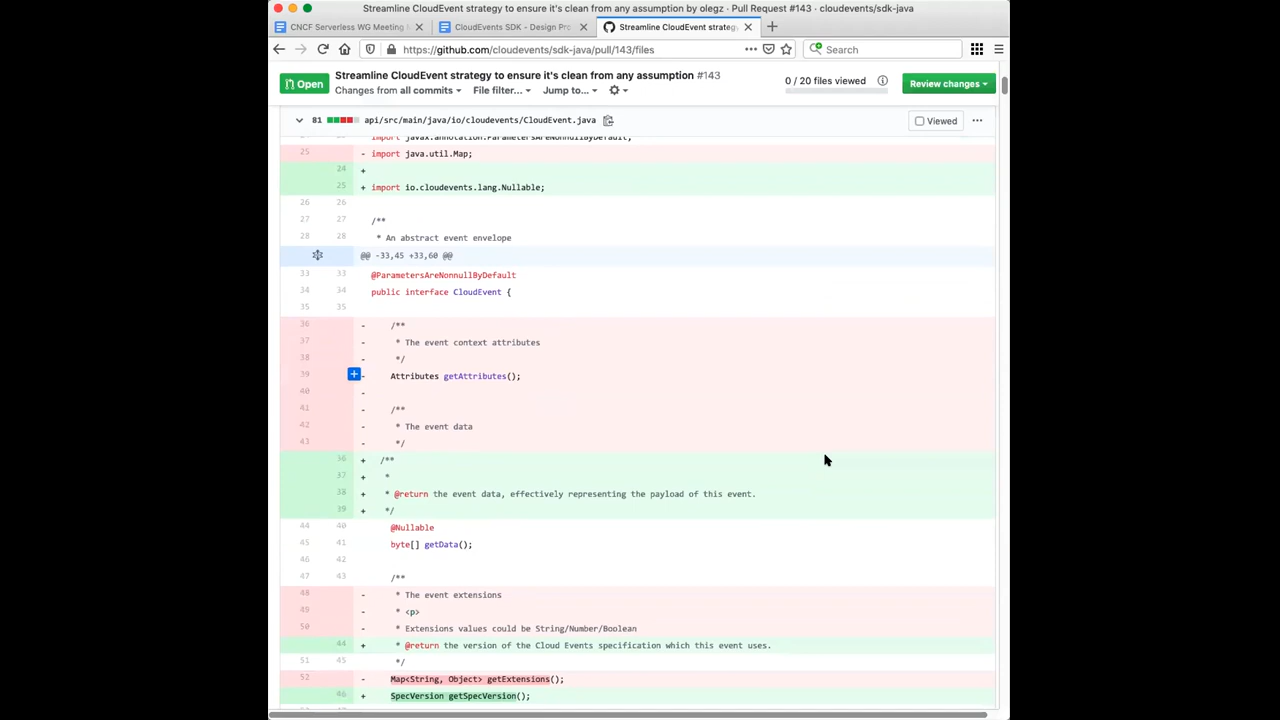 Streamline CloudEvent strategy to ensure it's clean from any assumption by olegz · Pull Request #143 · cloudevents/sdk-java
CNCF Serverless WG Meeting
CloudEvents SDK - Design Pro
Streamline CloudEvent strategy
https://github.com/cloudevents/sdk-java/pull/143/files
Search
Open
Streamline CloudEvent strategy to ensure it's clean from any assumption #143
Changes from all commits File filter... Jump to...
0 / 20 files viewed
Review changes
81 api/src/main/java/io/cloudevents/CloudEvent.java
Viewed
import javax.annotation.ParametersAreNonnullByDefault;
25 - import java.util.Map;
24 +
25 + import io.cloudevents.lang.Nullable;
26 26
27 27 /**
28 28 * An abstract event envelope
@@ -33,45 +33,60 @@
33 33 @ParametersAreNonnullByDefault
34 34 public interface CloudEvent {
35 35
36 - /**
37 - * The event context attributes
38 - */
39 - Attributes getAttributes();
40 -
41 - /**
42 - * The event data
43 - */
36 + /**
37 + *
38 + * @return the event data, effectively representing the payload of this event.
39 + */
44 40 @Nullable
45 41 byte[] getData();
46 42
47 43 /**
48 - * The event extensions
49 - * <p>
50 - * Extensions values could be String/Number/Boolean
44 + * @return the version of the Cloud Events specification which this event uses.
51 45 */
52 - Map<String, Object> getExtensions();
46 + SpecVersion getSpecVersion();